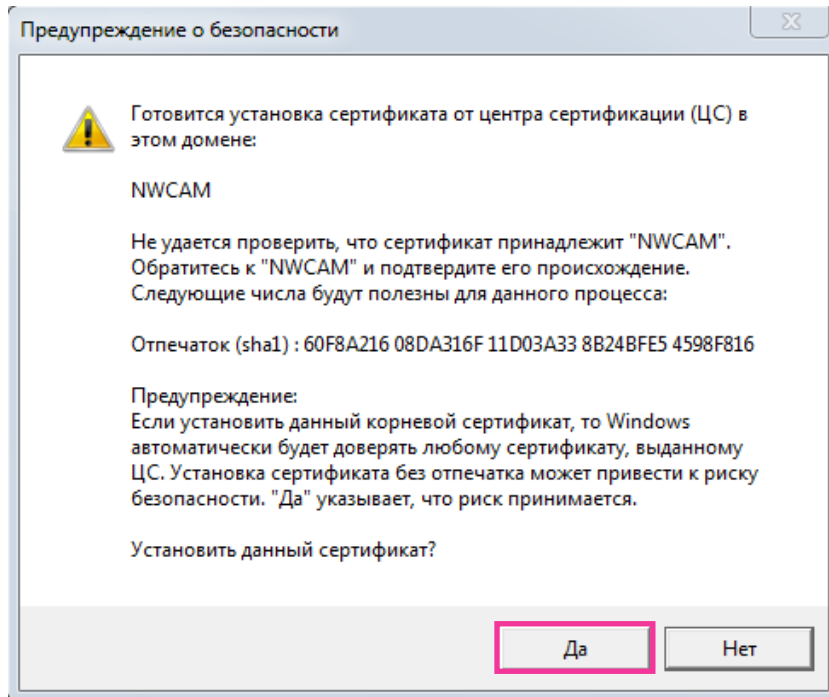 Предупреждение о безопасности
Готовится установка сертификата от центра сертификации (ЦС) в
этом домене:
NWCAM
Не удается проверить, что сертификат принадлежит "NWCAM".
Обратитесь к "NWCAM" и подтвердите его происхождение.
Следующие числа будут полезны для данного процесса:
Отпечаток (sha1) : 60F8A216 08DA316F 11D03A33 8B24BFE5 4598F816
Предупреждение:
Если установить данный корневой сертификат, то Windows
автоматически будет доверять любому сертификату, выданному
ЦС. Установка сертификата без отпечатка может привести к риску
безопасности. "Да" указывает, что риск принимается.
Установить данный сертификат?
Да
Нет